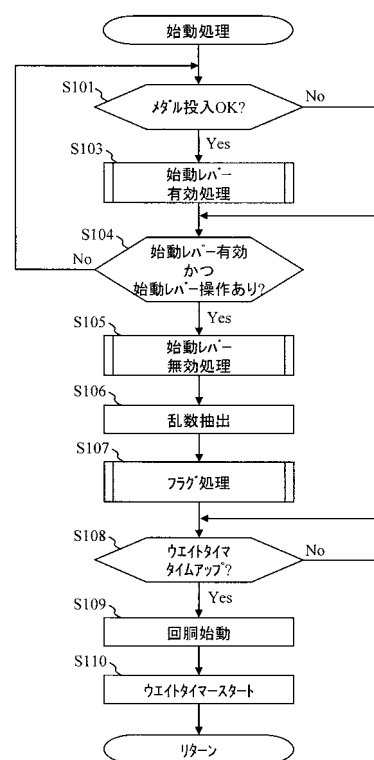 始動処理
S101
メダル投入OK?
No
Yes
S103
始動レバー
有効処理
S104
始動レバー有効
かつ
始動レバー操作あり?
No
Yes
S105
始動レバー
無効処理
S106
乱数抽出
S107
フラグ処理
S108
ウエイトタイマ
タイムアップ?
No
Yes
S109
回胴始動
S110
ウエイトタイマースタート
リターン